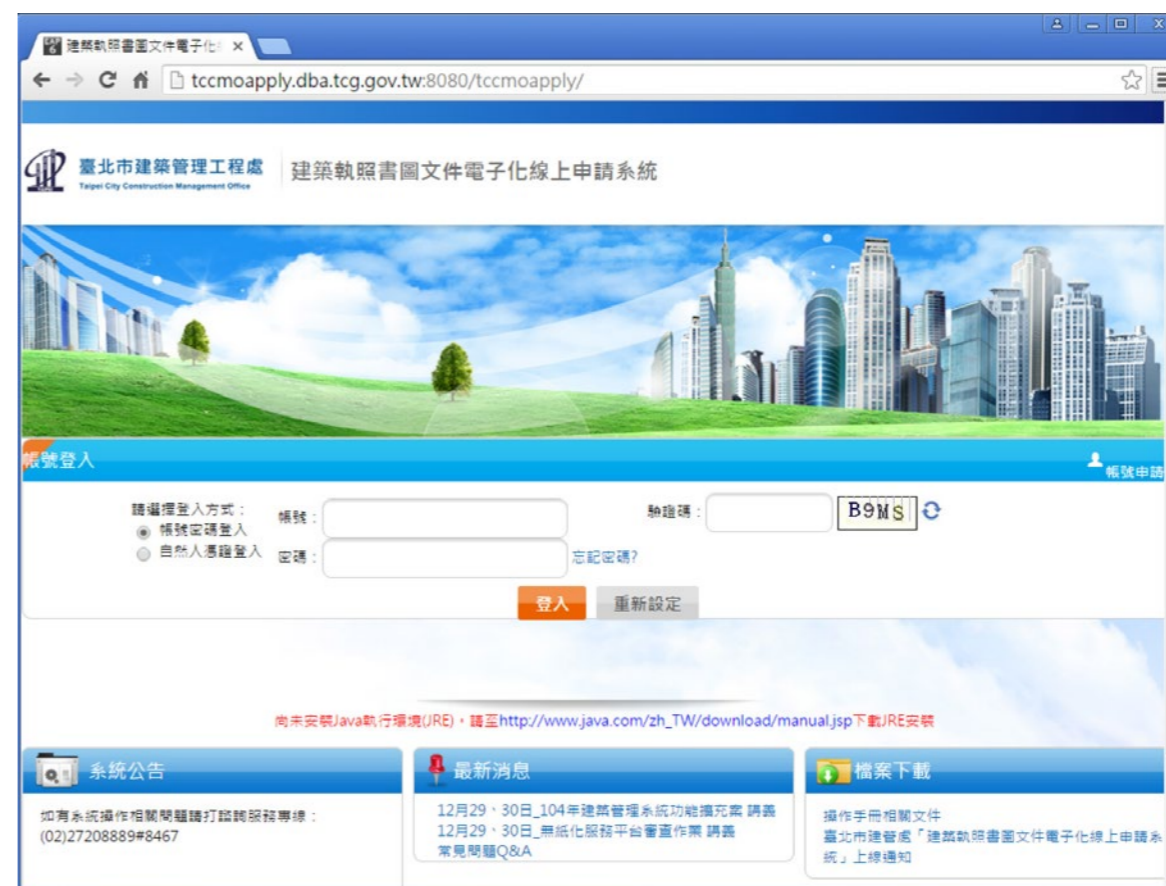 建築執照書圖文件電子化
tccmoapply.dba.tcg.gov.tw:8080/tccmoapply/
臺北市建築管理工程處
Taipei City Construction Management Office
建築執照書圖文件電子化線上申請系統
帳號登入
帳號申請
請選擇登入方式：
帳號密碼登入
自然人憑證登入
帳號：
密碼：
忘記密碼?
驗證碼：
B9MS
登入
重新設定
尚未安裝Java執行環境(JRE)，請至http://www.java.com/zh_TW/download/manual.jsp下載JRE安裝
系統公告
如有系統操作相關問題請打諮詢服務專線：
(02)27208889#8467
最新消息
12月29、30日_104年建築管理系統功能擴充案 講義
12月29、30日_無紙化服務平台審查作業 講義
常見問題Q&A
檔案下載
操作手冊相關文件
臺北市建管處「建築執照書圖文件電子化線上申請系
統」上線通知